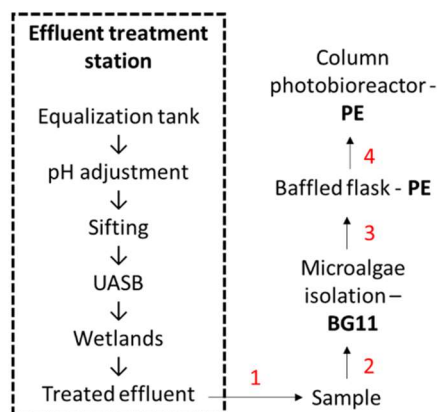 Effluent treatment
station
Equalization tank
pH adjustment
Sifting
UASB
Wetlands
Treated effluent
1
Sample
2
Microalgae
isolation –
BG11
3
Baffled flask - PE
4
Column
photobioreactor -
PE